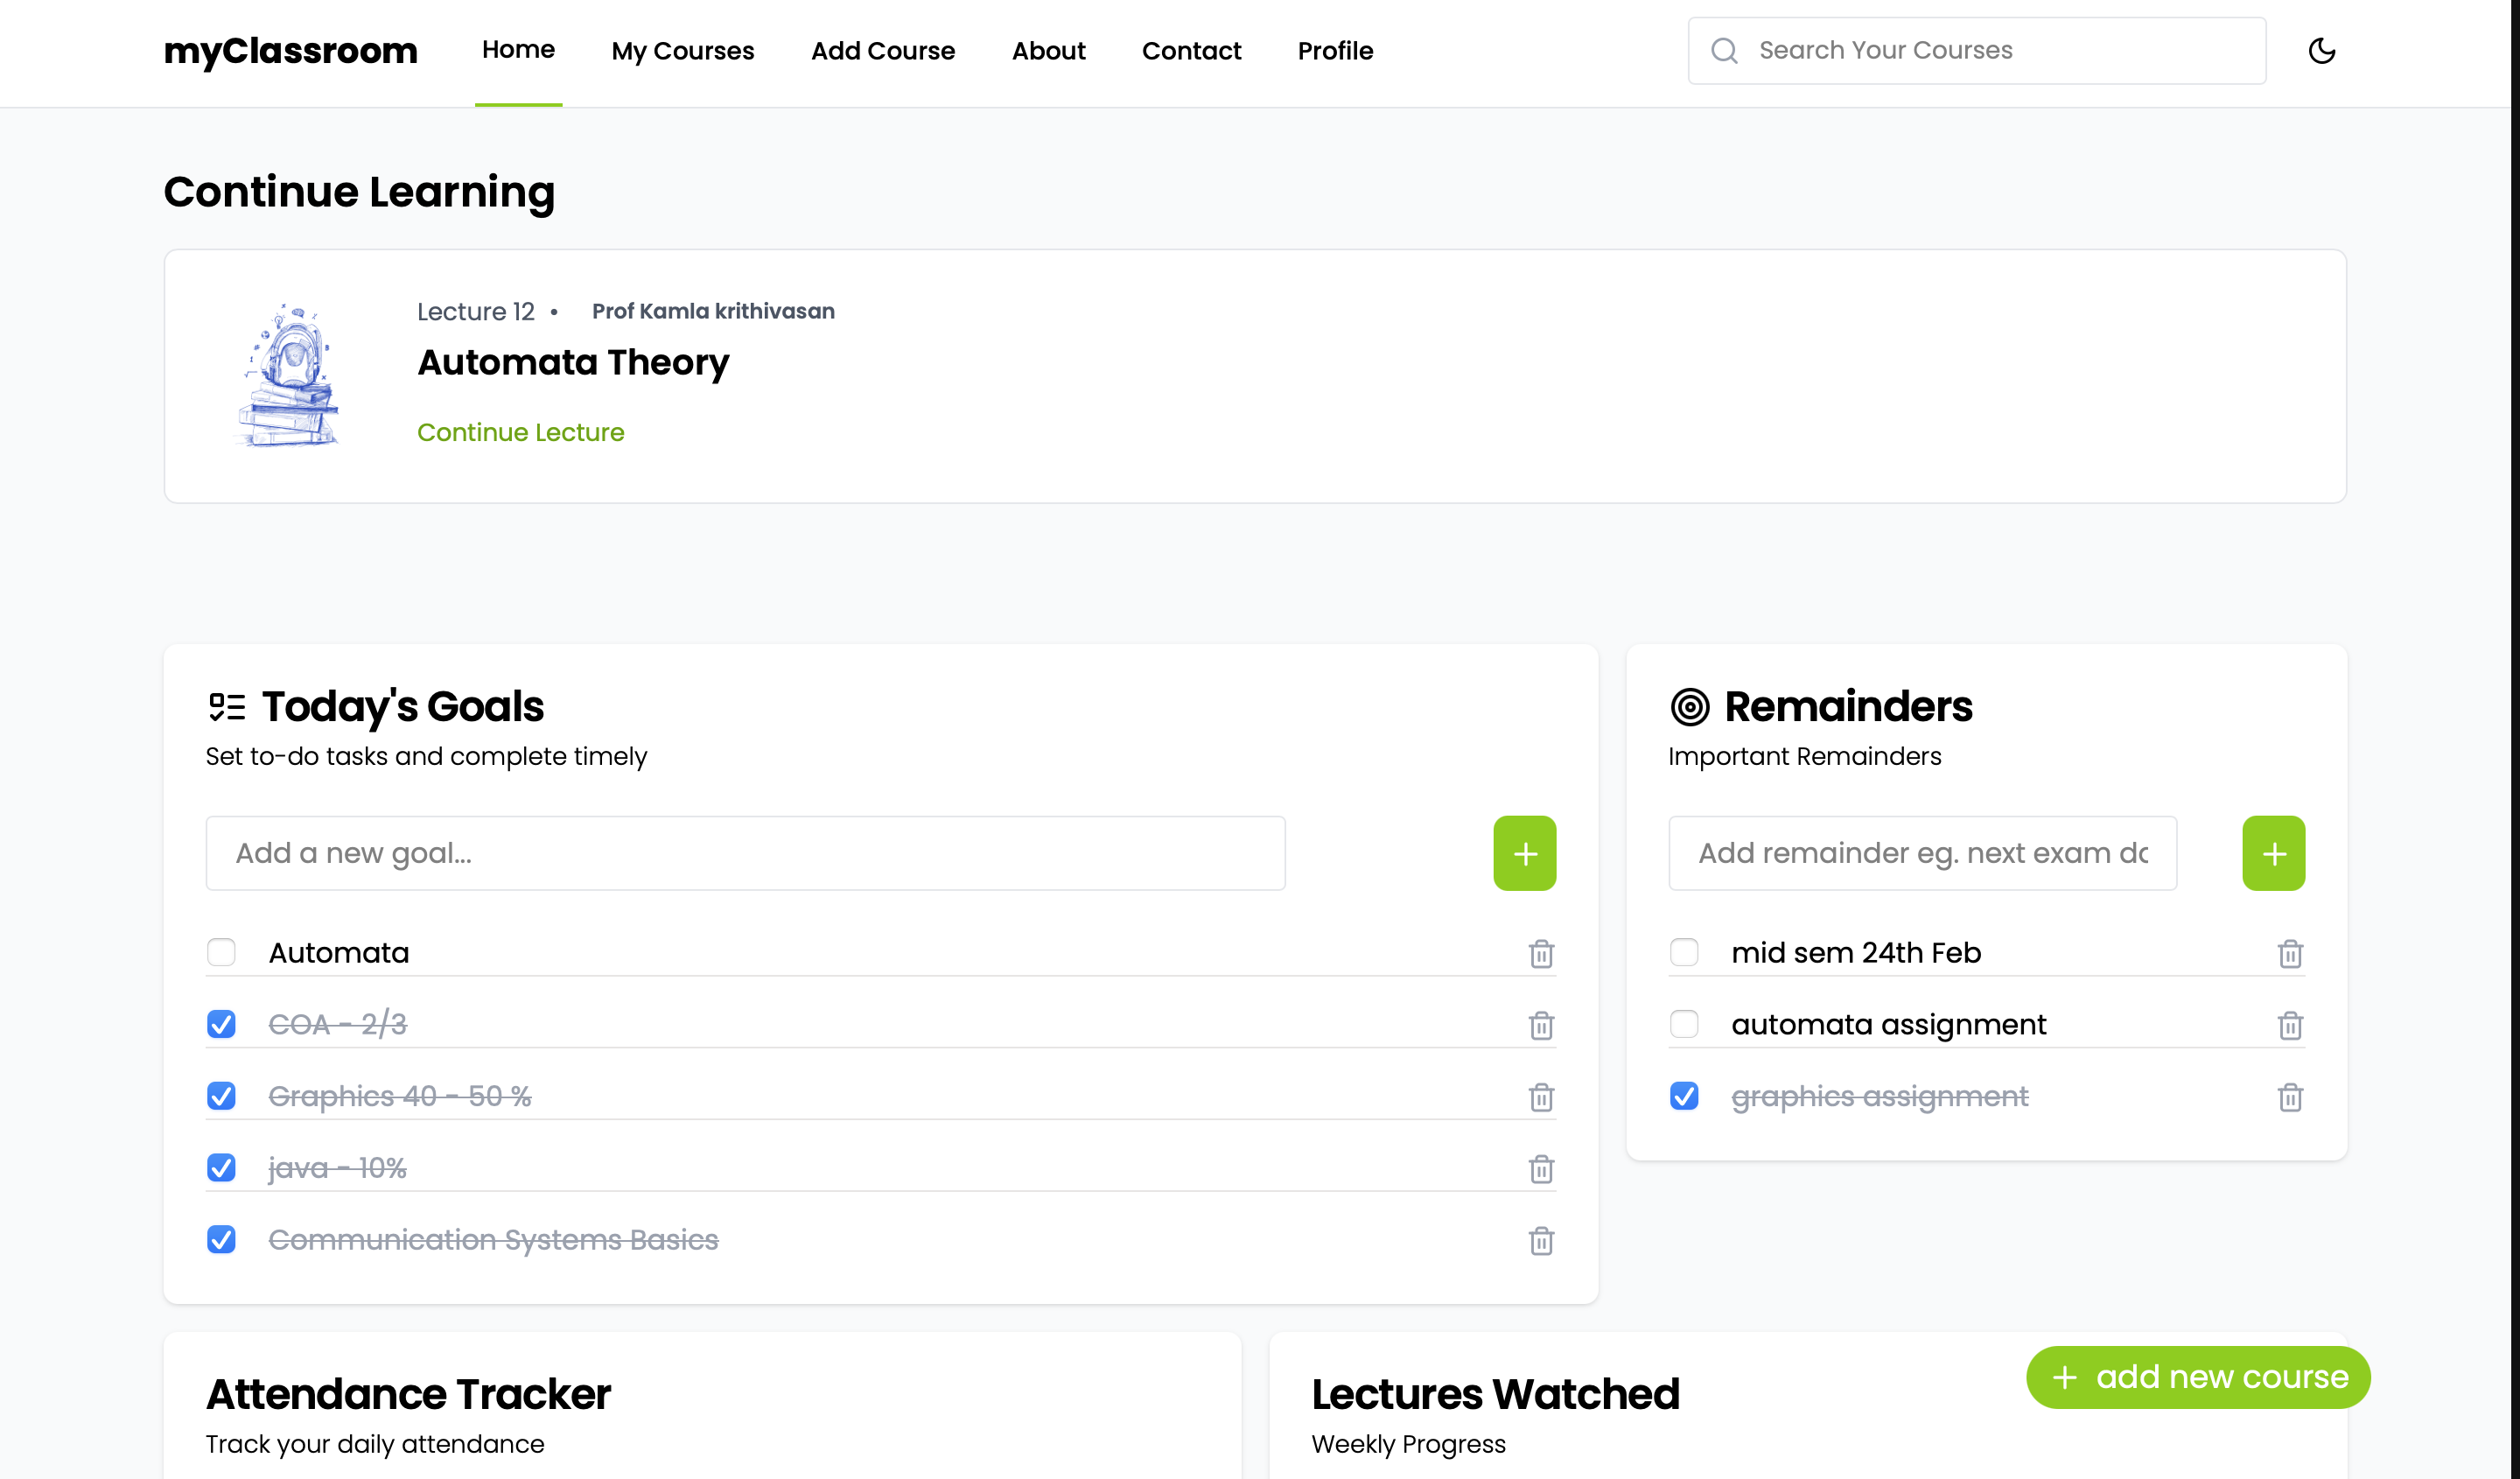 myClassroom
Home
My Courses
Add Course
About
Contact
Profile
Search Your Courses
Continue Learning
Lecture 12 • Prof Kamla krithivasan
Automata Theory
Continue Lecture
Today's Goals
Set to-do tasks and complete timely
Add a new goal...
Automata
COA - 2/3
Graphics 40 - 50 %
java - 10%
Communication Systems Basics
Remainders
Important Remainders
Add remainder eg. next exam
mid sem 24th Feb
automata assignment
graphics assignment
Attendance Tracker
Track your daily attendance
Lectures Watched
Weekly Progress
+ add new course